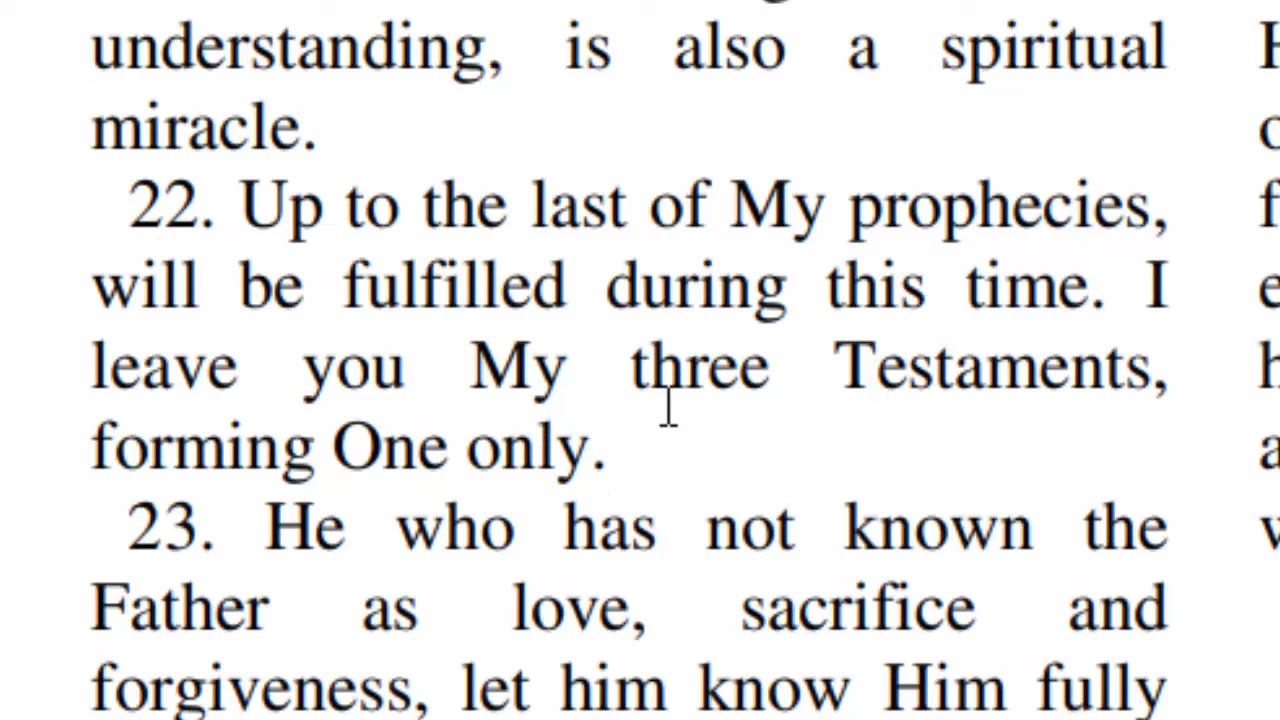 understanding, is also a spiritual
miracle.
22. Up to the last of My prophecies,
will be fulfilled during this time. I
leave you My three Testaments,
forming One only.
23. He who has not known the
Father as love, sacrifice and
forgiveness, let him know Him fully